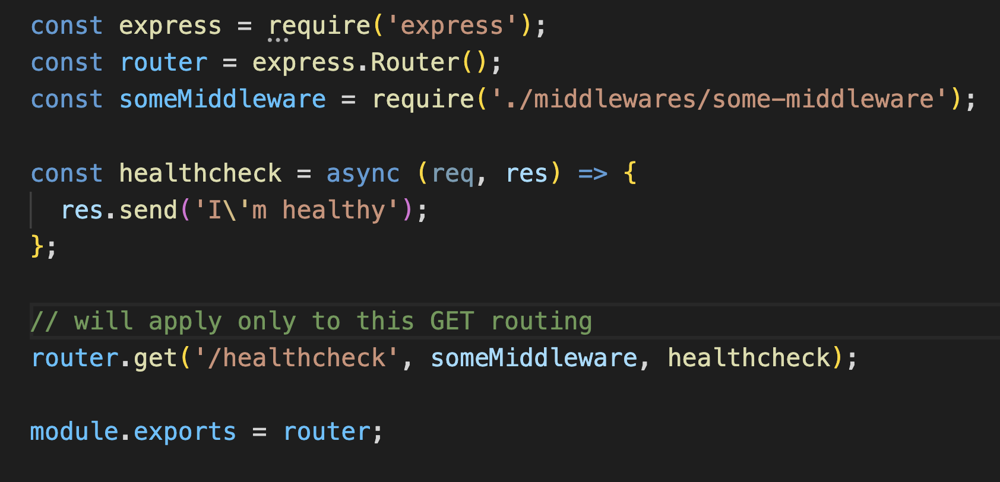 const express = require('express');
const router = express.Router();
const someMiddleware = require('./middlewares/some-middleware');
const healthcheck = async (req, res) => {
  res.send('I\'m healthy');
};
// will apply only to this GET routing
router.get('/healthcheck', someMiddleware, healthcheck);
module.exports = router;